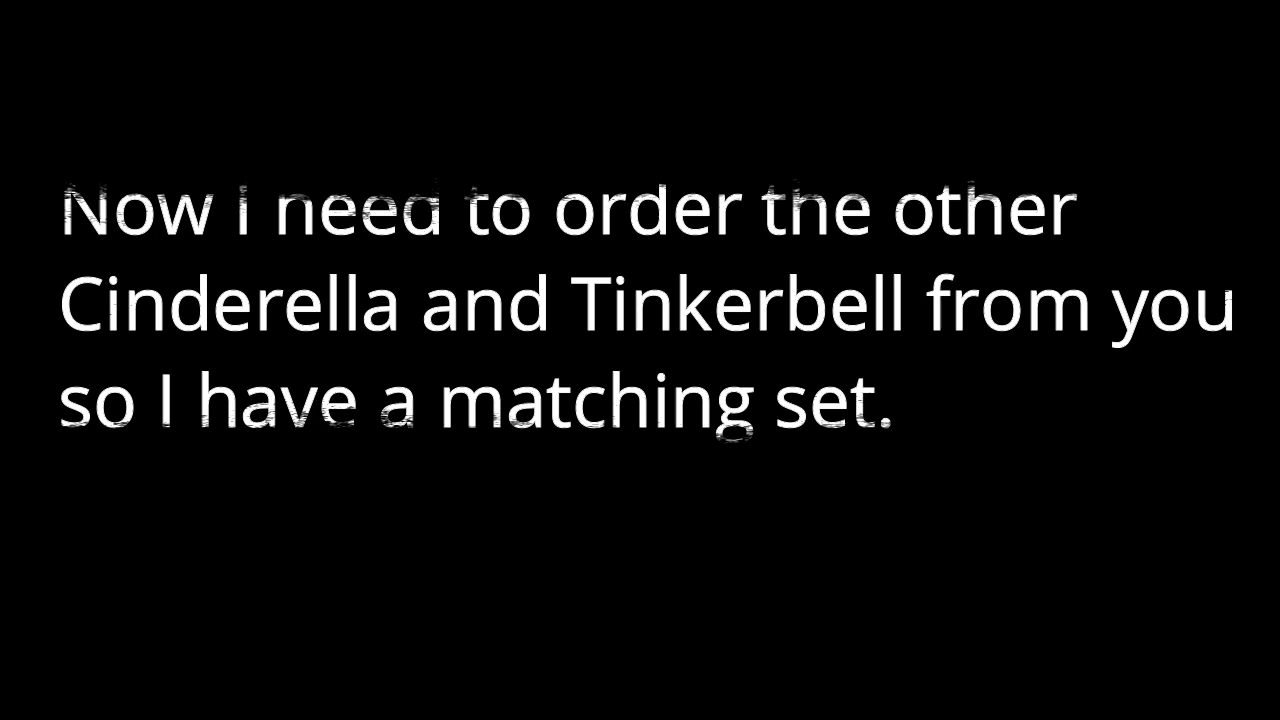 Now I need to order the other
Cinderella and Tinkerbell from you
so I have a matching set.